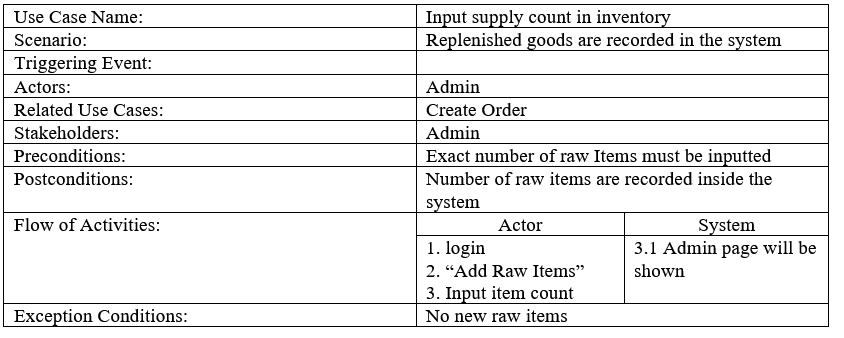 Use Case Name: Input supply count in inventory
Scenario: Replenished goods are recorded in the system
Triggering Event:
Actors: Admin
Related Use Cases: Create Order
Stakeholders: Admin
Preconditions: Exact number of raw Items must be inputted
Postconditions: Number of raw items are recorded inside the
system
Flow of Activities: Actor System
1. login 3.1 Admin page will be
2. “Add Raw Items” shown
3. Input item count
Exception Conditions: No new raw items